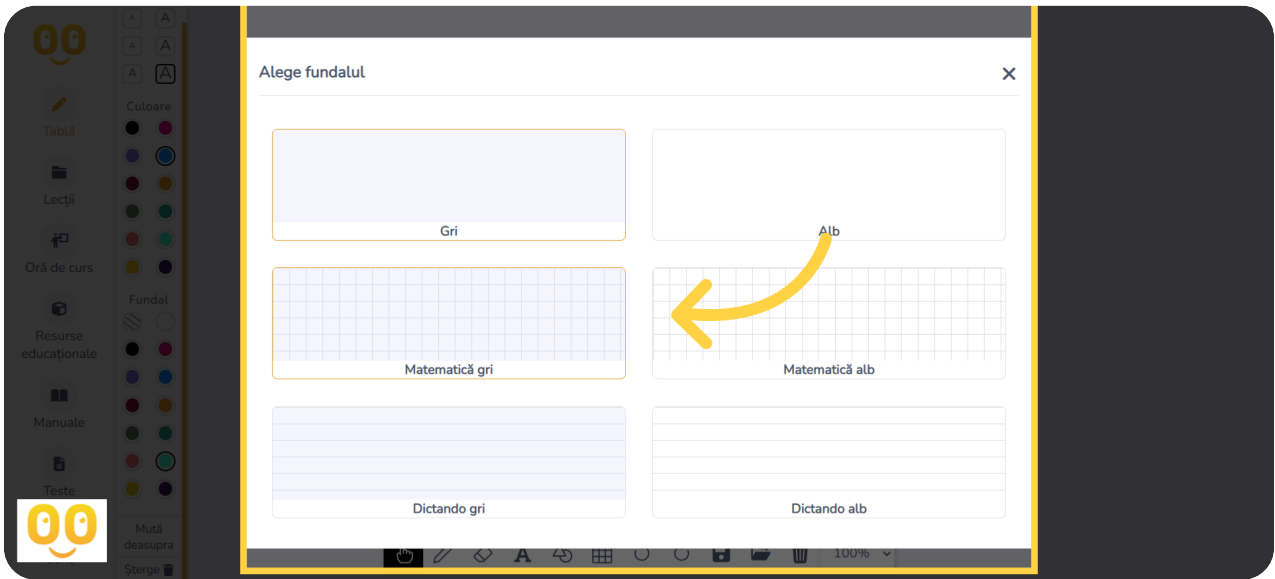 A A
A A
A A
Culoare
Tablă
Lecții
Oră de curs
Resurse
educaționale
Manuale
Teste
Fundal
Mută
deasupra
Șterge
Alege fundalul
Gri
Alb
Matematică gri
Matematică alb
Dictando gri
Dictando alb
A
100%